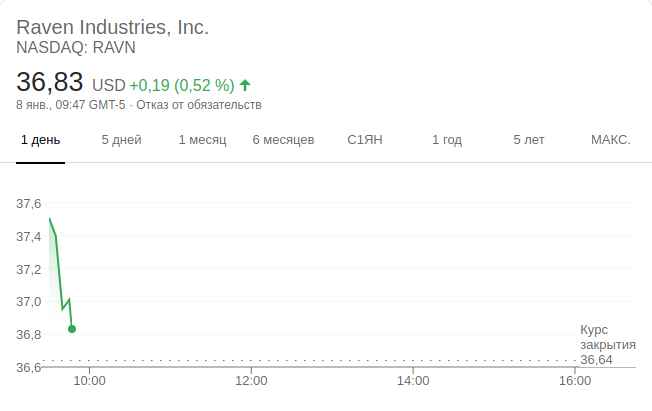 Raven Industries, Inc.
NASDAQ: RAVN
36,83 USD +0,19 (0,52 %)
8 янв., 09:47 GMT-5 · Отказ от обязательств
1 день 5 дней 1 месяц 6 месяцев С1ЯН 1 год 5 лет МАКС.
37,6
37,4
37,2
37,0
36,8
36,6
Курс
закрытия
36,64
10:00 12:00 14:00 16:00